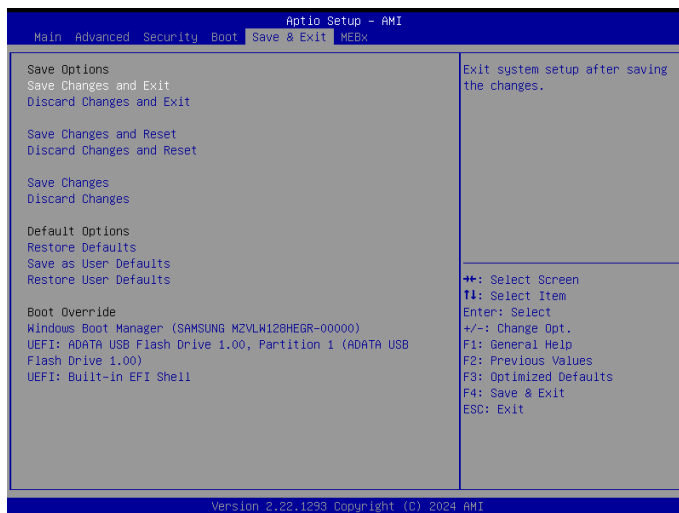 Aptio Setup - AMI
Main Advanced Security Boot Save & Exit MEBx
Save Options
Save Changes and Exit
Discard Changes and Exit
Save Changes and Reset
Discard Changes and Reset
Save Changes
Discard Changes
Default Options
Restore Defaults
Save as User Defaults
Restore User Defaults
Boot Override
Windows Boot Manager (SAMSUNG MZVLW128HEGR-00000)
UEFI: ADATA USB Flash Drive 1.00, Partition 1 (ADATA USB
Flash Drive 1.00)
UEFI: Built-in EFI Shell
Exit system setup after saving
the changes.
→←: Select Screen
↑↓: Select Item
Enter: Select
+/-: Change Opt.
F1: General Help
F2: Previous Values
F3: Optimized Defaults
F4: Save & Exit
ESC: Exit
Version 2.22.1293 Copyright (C) 2024 AMI